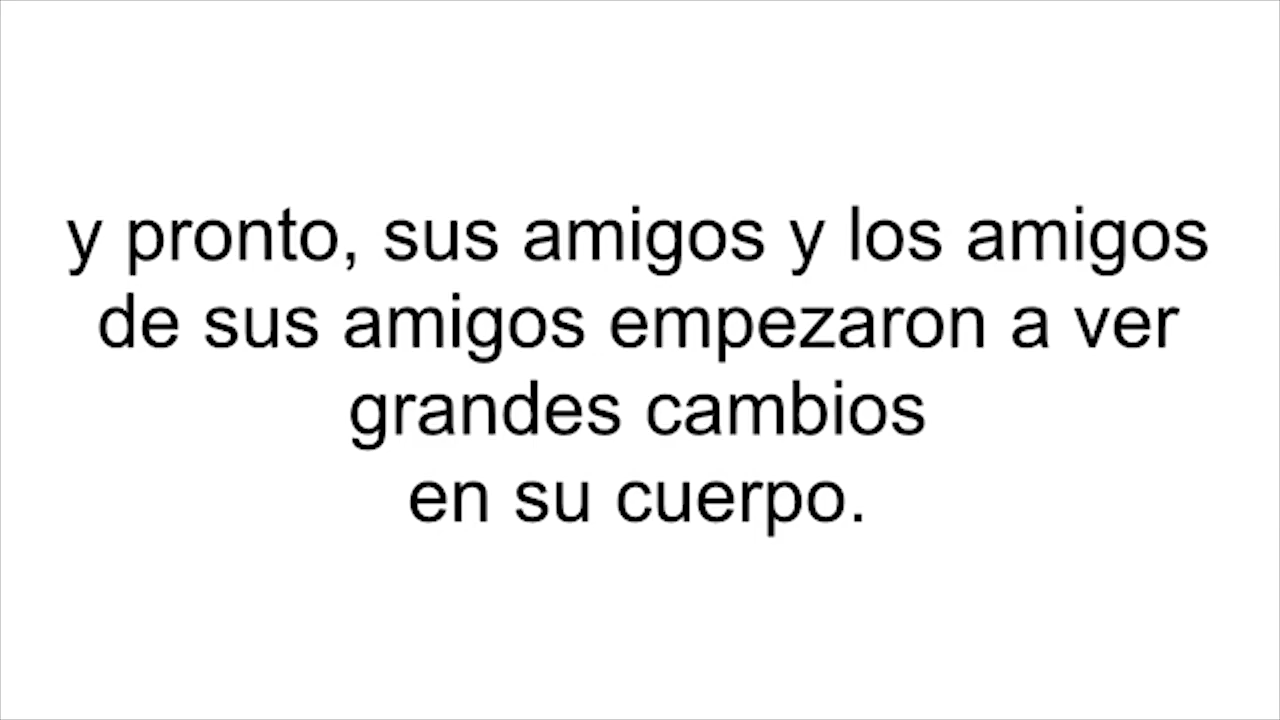 y pronto, sus amigos y los amigos
de sus amigos empezaron a ver
grandes cambios
en su cuerpo.